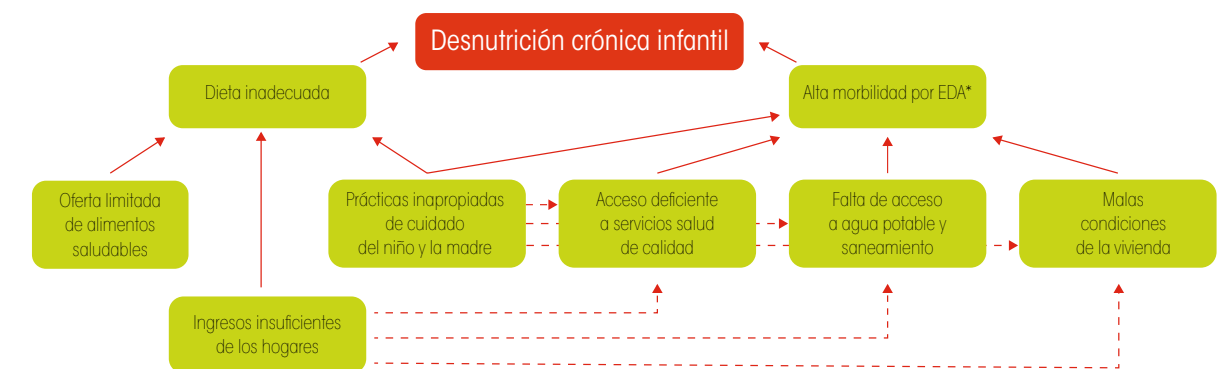 Desnutrición crónica infantil
Dieta inadecuada
Alta morbilidad por EDA*
Oferta limitada
de alimentos
saludables
Prácticas inapropiadas
de cuidado
del niño y la madre
Acceso deficiente
a servicios salud
de calidad
Falta de acceso
a agua potable y
saneamiento
Malas
condiciones
de la vivienda
Ingresos insuficientes
de los hogares